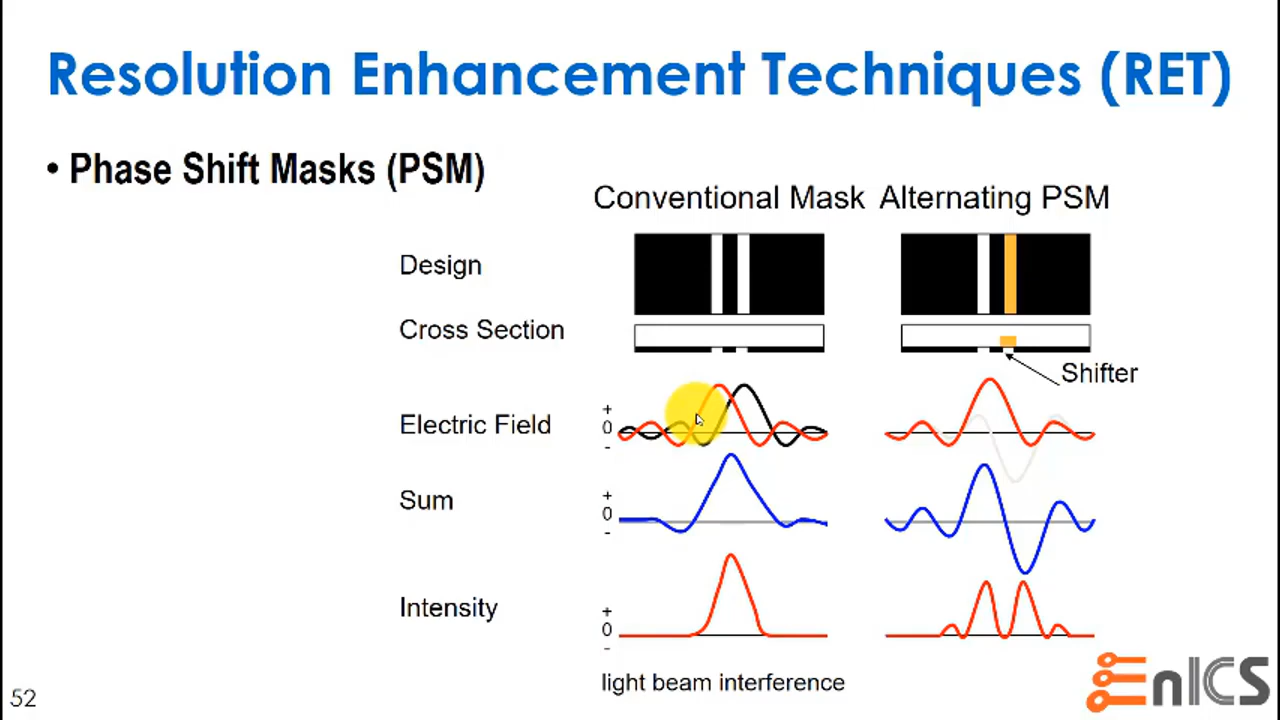 Resolution Enhancement Techniques (RET)
• Phase Shift Masks (PSM)
Conventional Mask Alternating PSM
Design
Cross Section
Shifter
Electric Field
+
0
-
Sum
+
0
-
Intensity
+
0
-
light beam interference
52
EnICS